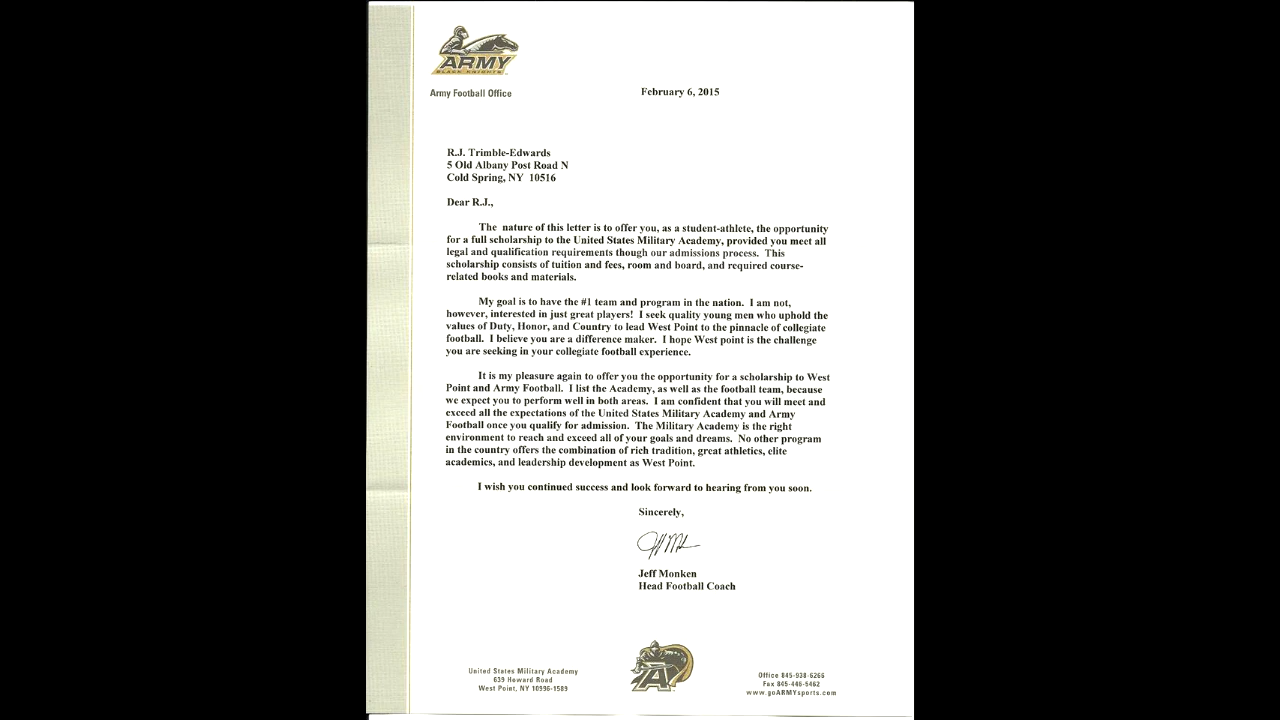 ARMY
BLACK KNIGHTS
Army Football Office
February 6, 2015
R.J. Trimble-Edwards
5 Old Albany Post Road N
Cold Spring, NY 10516
Dear R.J.,
The nature of this letter is to offer you, as a student-athlete, the opportunity
for a full scholarship to the United States Military Academy, provided you meet all
legal and qualification requirements though our admissions process. This
scholarship consists of tuition and fees, room and board, and required course-
related books and materials.
My goal is to have the #1 team and program in the nation. I am not,
however, interested in just great players! I seek quality young men who uphold the
values of Duty, Honor, and Country to lead West Point to the pinnacle of collegiate
football. I believe you are a difference maker. I hope West point is the challenge
you are seeking in your collegiate football experience.
It is my pleasure again to offer you the opportunity for a scholarship to West
Point and Army Football. I list the Academy, as well as the football team, because
we expect you to perform well in both areas. I am confident that you will meet and
exceed all the expectations of the United States Military Academy and Army
Football once you qualify for admission. The Military Academy is the right
environment to reach and exceed all of your goals and dreams. No other program
in the country offers the combination of rich tradition, great athletics, elite
academics, and leadership development as West Point.
I wish you continued success and look forward to hearing from you soon.
Sincerely,
Jeff Monken
Head Football Coach
United States Military Academy
639 Howard Road
West Point, NY 10996-1589
A
Office 845-938-6266
Fax 845-446-5462
www.goARMYsports.com